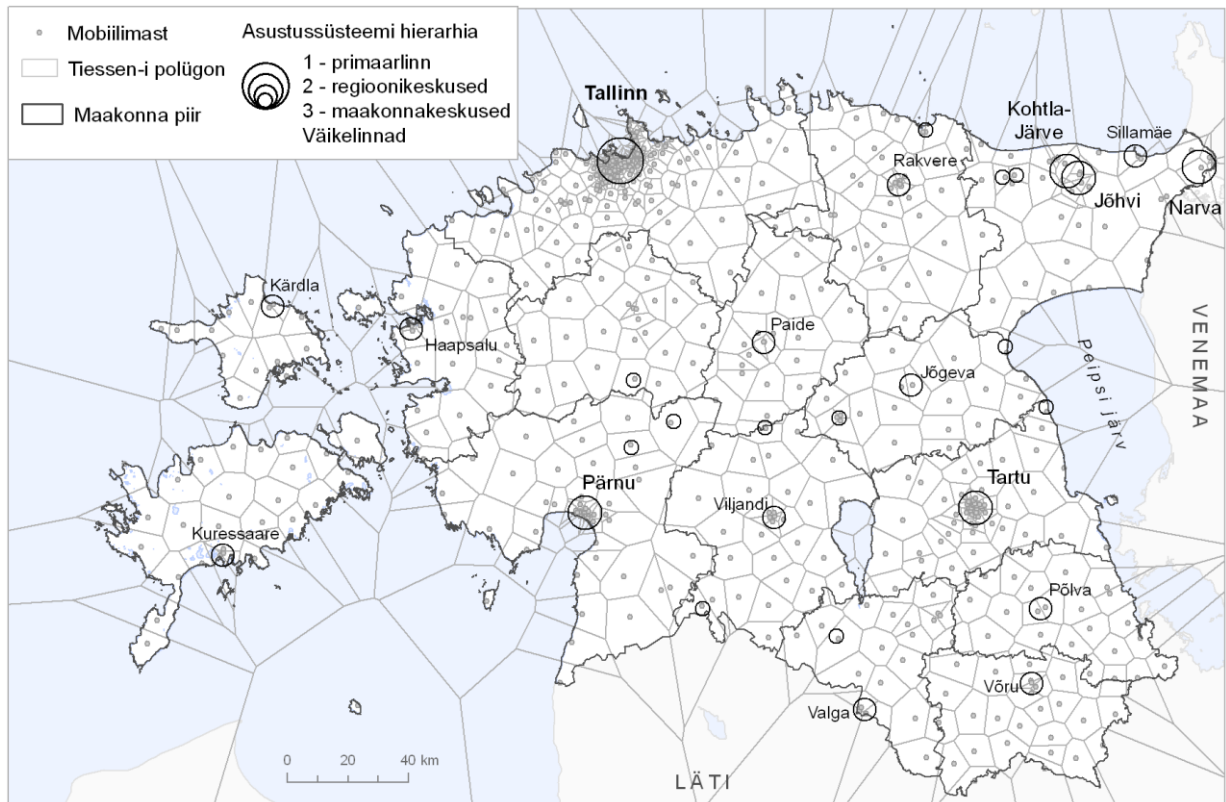 Mobiilimast
Tiessen-i polügon
Maakonna piir
Asustussüsteemi hierarhia
1 - primaarlinn
2 - regioonikeskused
3 - maakonnakeskused
Väikelinnad
Tallinn
Kohtla-
Järve
Sillamäe
Rakvere
Jõhvi
Narva
Kärdla
Haapsalu
Paide
Jõgeva
Peipsi järv
VENEMAA
Pärnu
Viljandi
Tartu
Kuressaare
Põlva
Võru
Valga
0 20 40 km
LÄTI